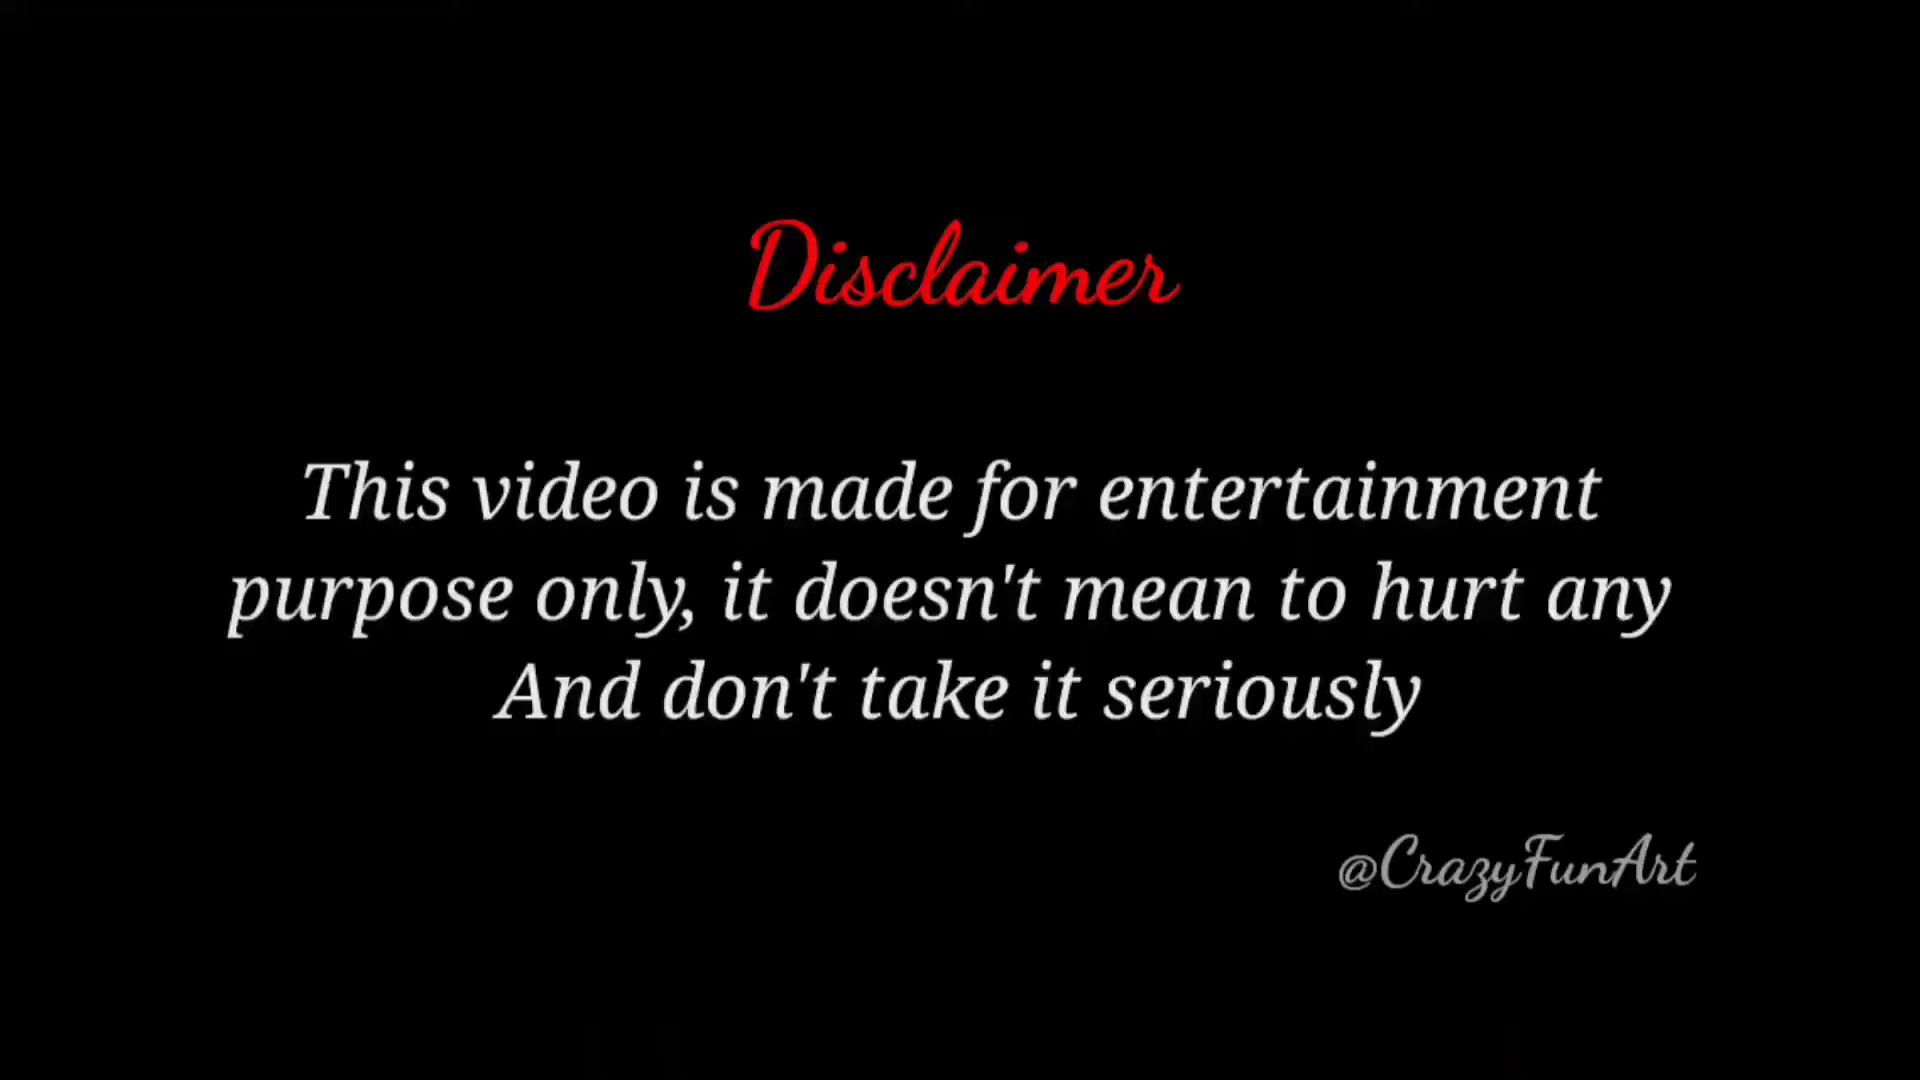 Disclaimer
This video is made for entertainment
purpose only, it doesn't mean to hurt any
And don't take it seriously
@CrazyFunArt